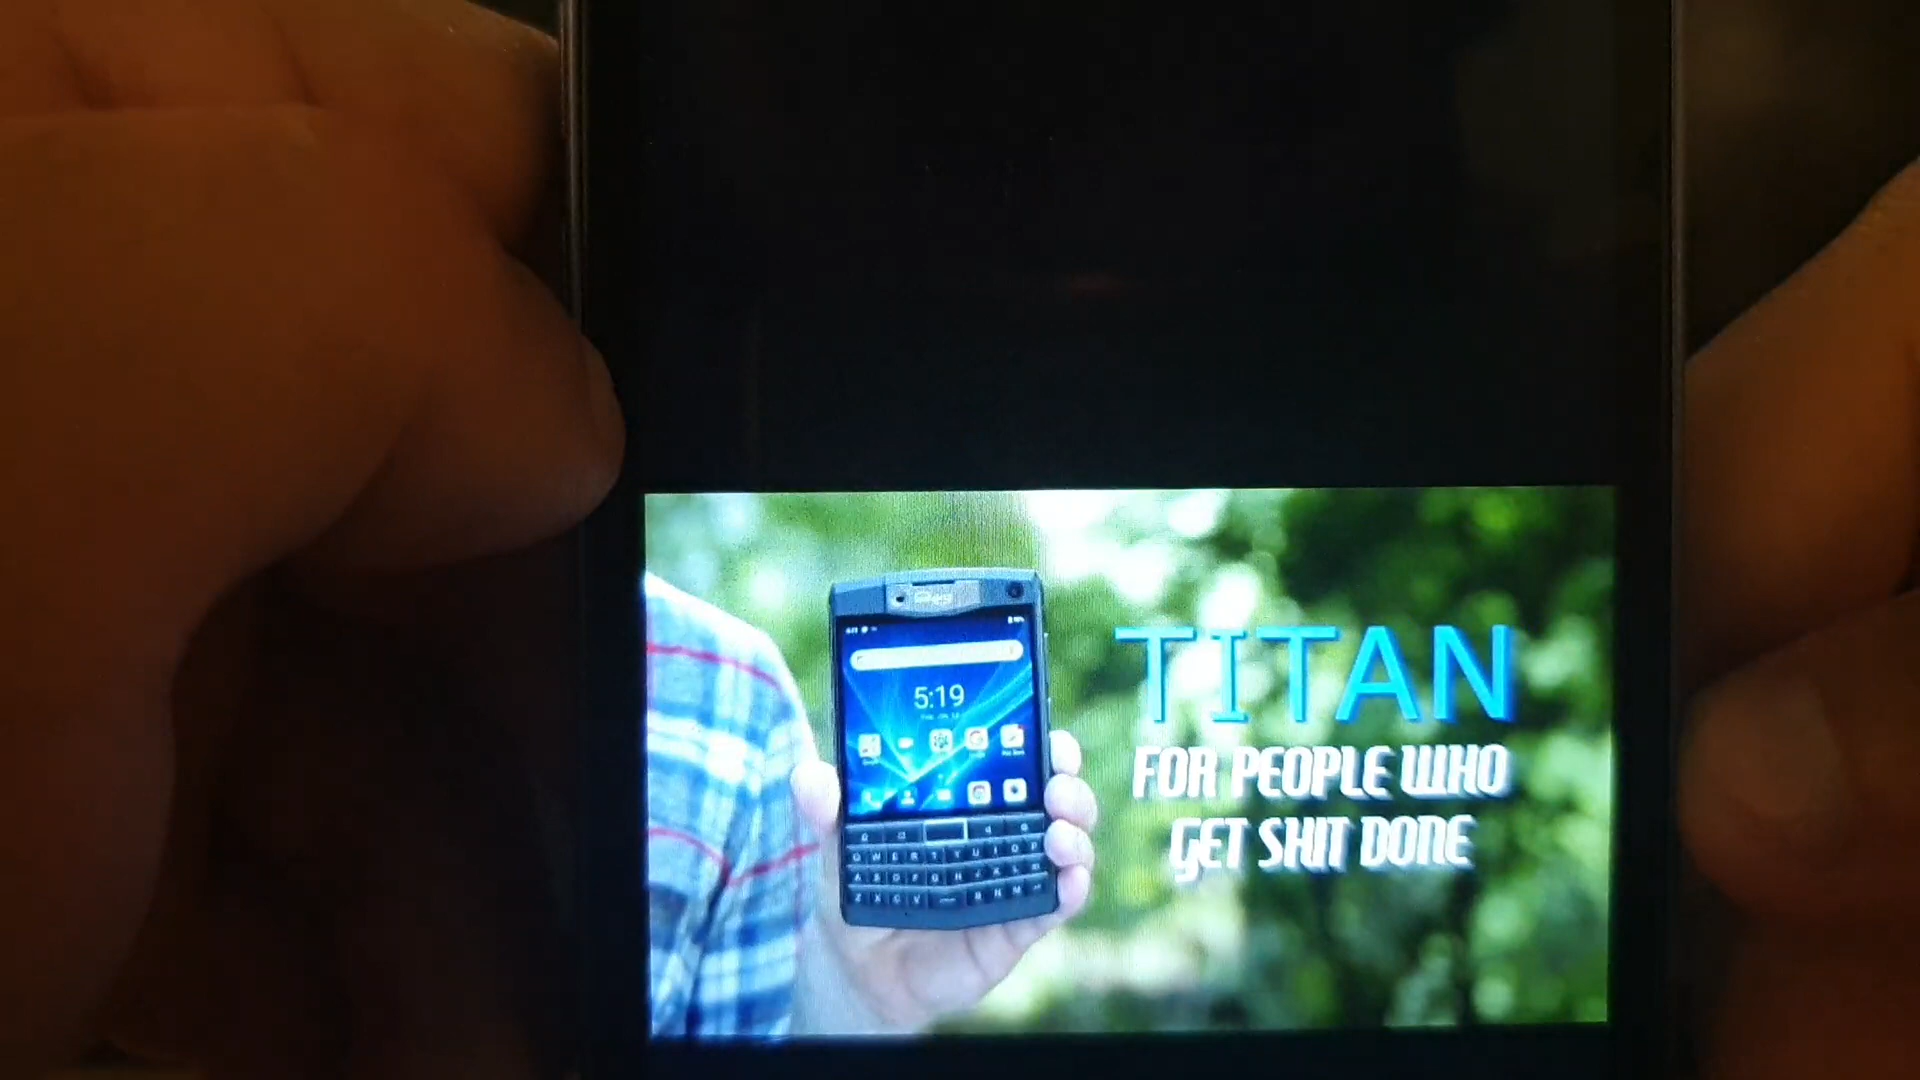 5:19
TITAN
FOR PEOPLE WHO
GET SHIT DONE
Q W E R T Y U I O P
A S D F G H J K L
Z X C V B N M